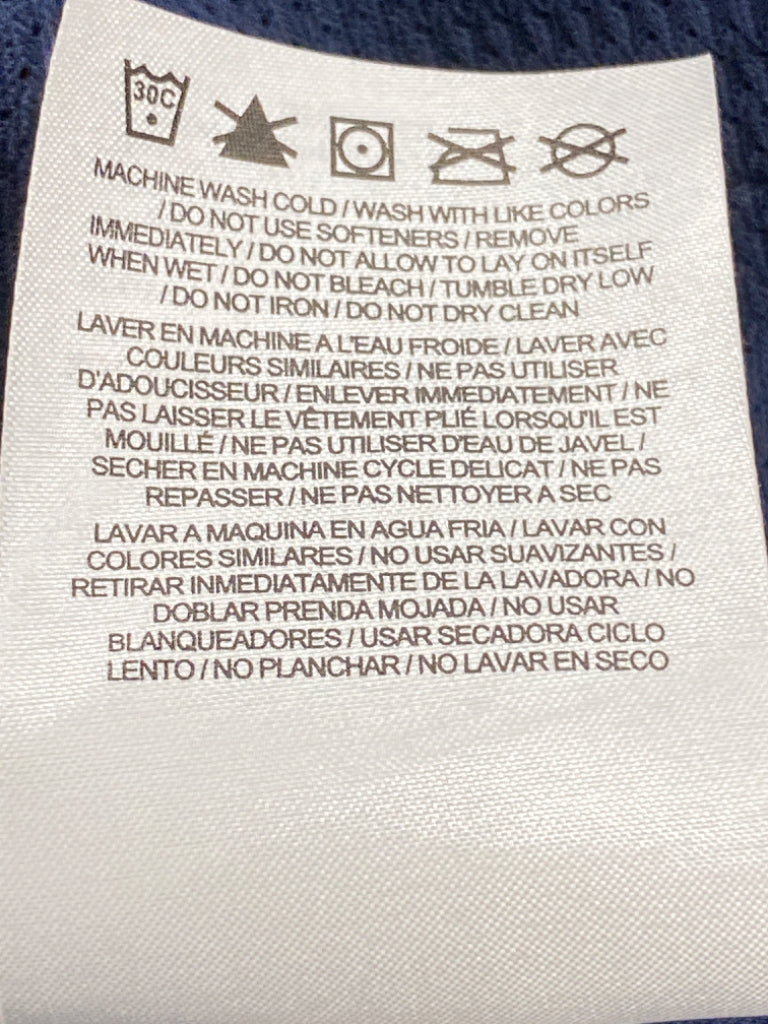 30C
MACHINE WASH COLD / WASH WITH LIKE COLORS
/ DO NOT USE SOFTENERS / REMOVE
IMMEDIATELY / DO NOT ALLOW TO LAY ON ITSELF
WHEN WET / DO NOT BLEACH / TUMBLE DRY LOW
/ DO NOT IRON / DO NOT DRY CLEAN
LAVER EN MACHINE A L'EAU FROIDE / LAVER AVEC
COULEURS SIMILAIRES / NE PAS UTILISER
D'ADOUCISSEUR / ENLEVER IMMEDIATEMENT / NE
PAS LAISSER LE VÊTEMENT PLIÉ LORSQU'IL EST
MOUILLÉ / NE PAS UTILISER D'EAU DE JAVEL /
SECHER EN MACHINE CYCLE DELICAT / NE PAS
REPASSER / NE PAS NETTOYER A SEC
LAVAR A MAQUINA EN AGUA FRIA / LAVAR CON
COLORES SIMILARES / NO USAR SUAVIZANTES /
RETIRAR INMEDIATAMENTE DE LA LAVADORA / NO
DOBLAR PRENDA MOJADA / NO USAR
BLANQUEADORES / USAR SECADORA CICLO
LENTO / NO PLANCHAR / NO LAVAR EN SECO